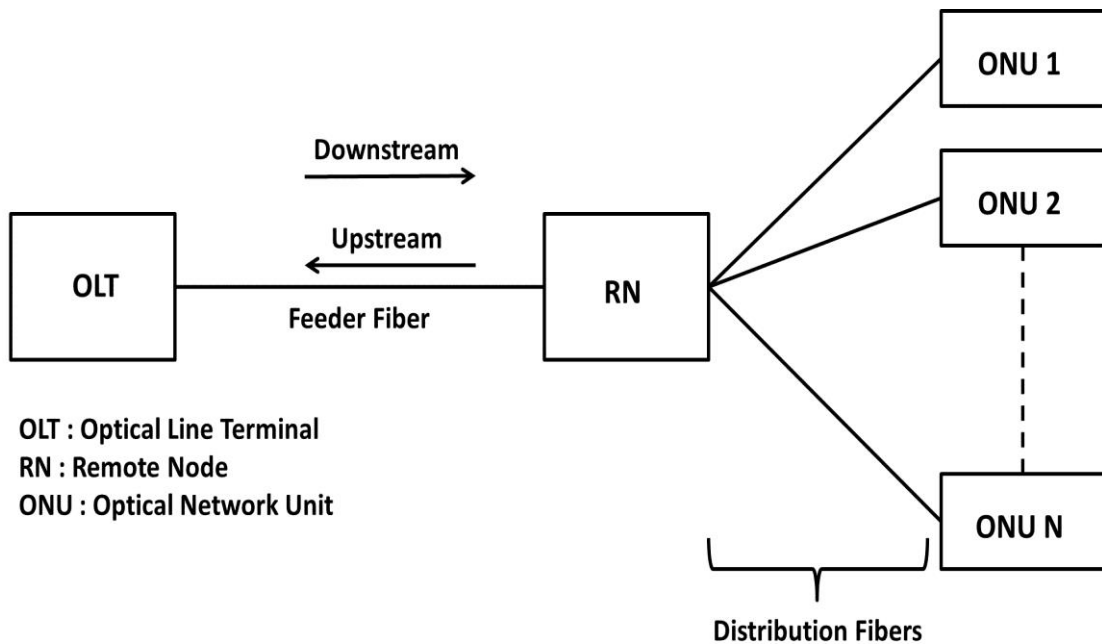 ONU 1
Downstream
ONU 2
Upstream
OLT
RN
Feeder Fiber
OLT : Optical Line Terminal
RN : Remote Node
ONU : Optical Network Unit
ONU N
Distribution Fibers